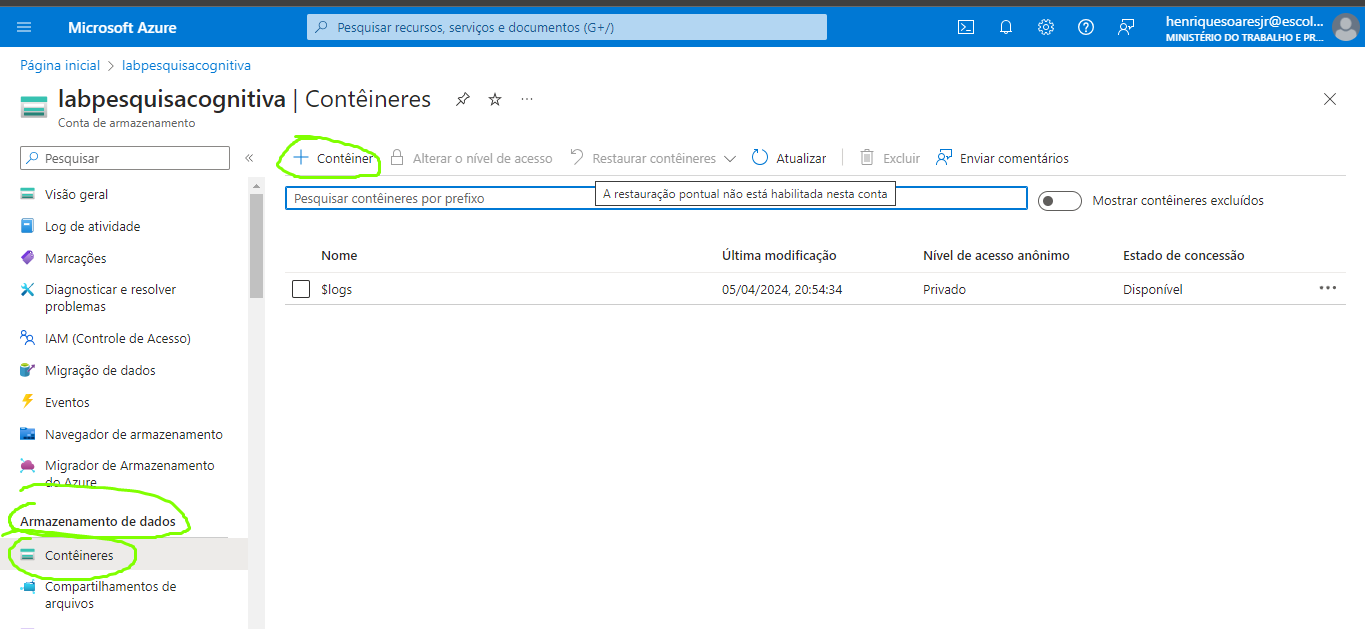 Microsoft Azure
Pesquisar recursos, serviços e documentos (G+/)
henriquesoaresjr@escol...
MINISTÉRIO DO TRABALHO E PR...
Página inicial > labpesquisacognitiva
labpesquisacognitiva | Contêineres ...
Conta de armazenamento
Pesquisar
«
Visão geral
Log de atividade
Marcações
Diagnosticar e resolver
problemas
IAM (Controle de Acesso)
Migração de dados
Eventos
Navegador de armazenamento
Migrador de Armazenamento
do Azure
Armazenamento de dados
Contêineres
Compartilhamentos de
arquivos
+ Contêiner
Alterar o nível de acesso
Restaurar contêineres
Atualizar
Excluir
Enviar comentários
Pesquisar contêineres por prefixo
A restauração pontual não está habilitada nesta conta
Mostrar contêineres excluídos
Nome Última modificação Nível de acesso anônimo Estado de concessão
$logs 05/04/2024, 20:54:34 Privado Disponível ...